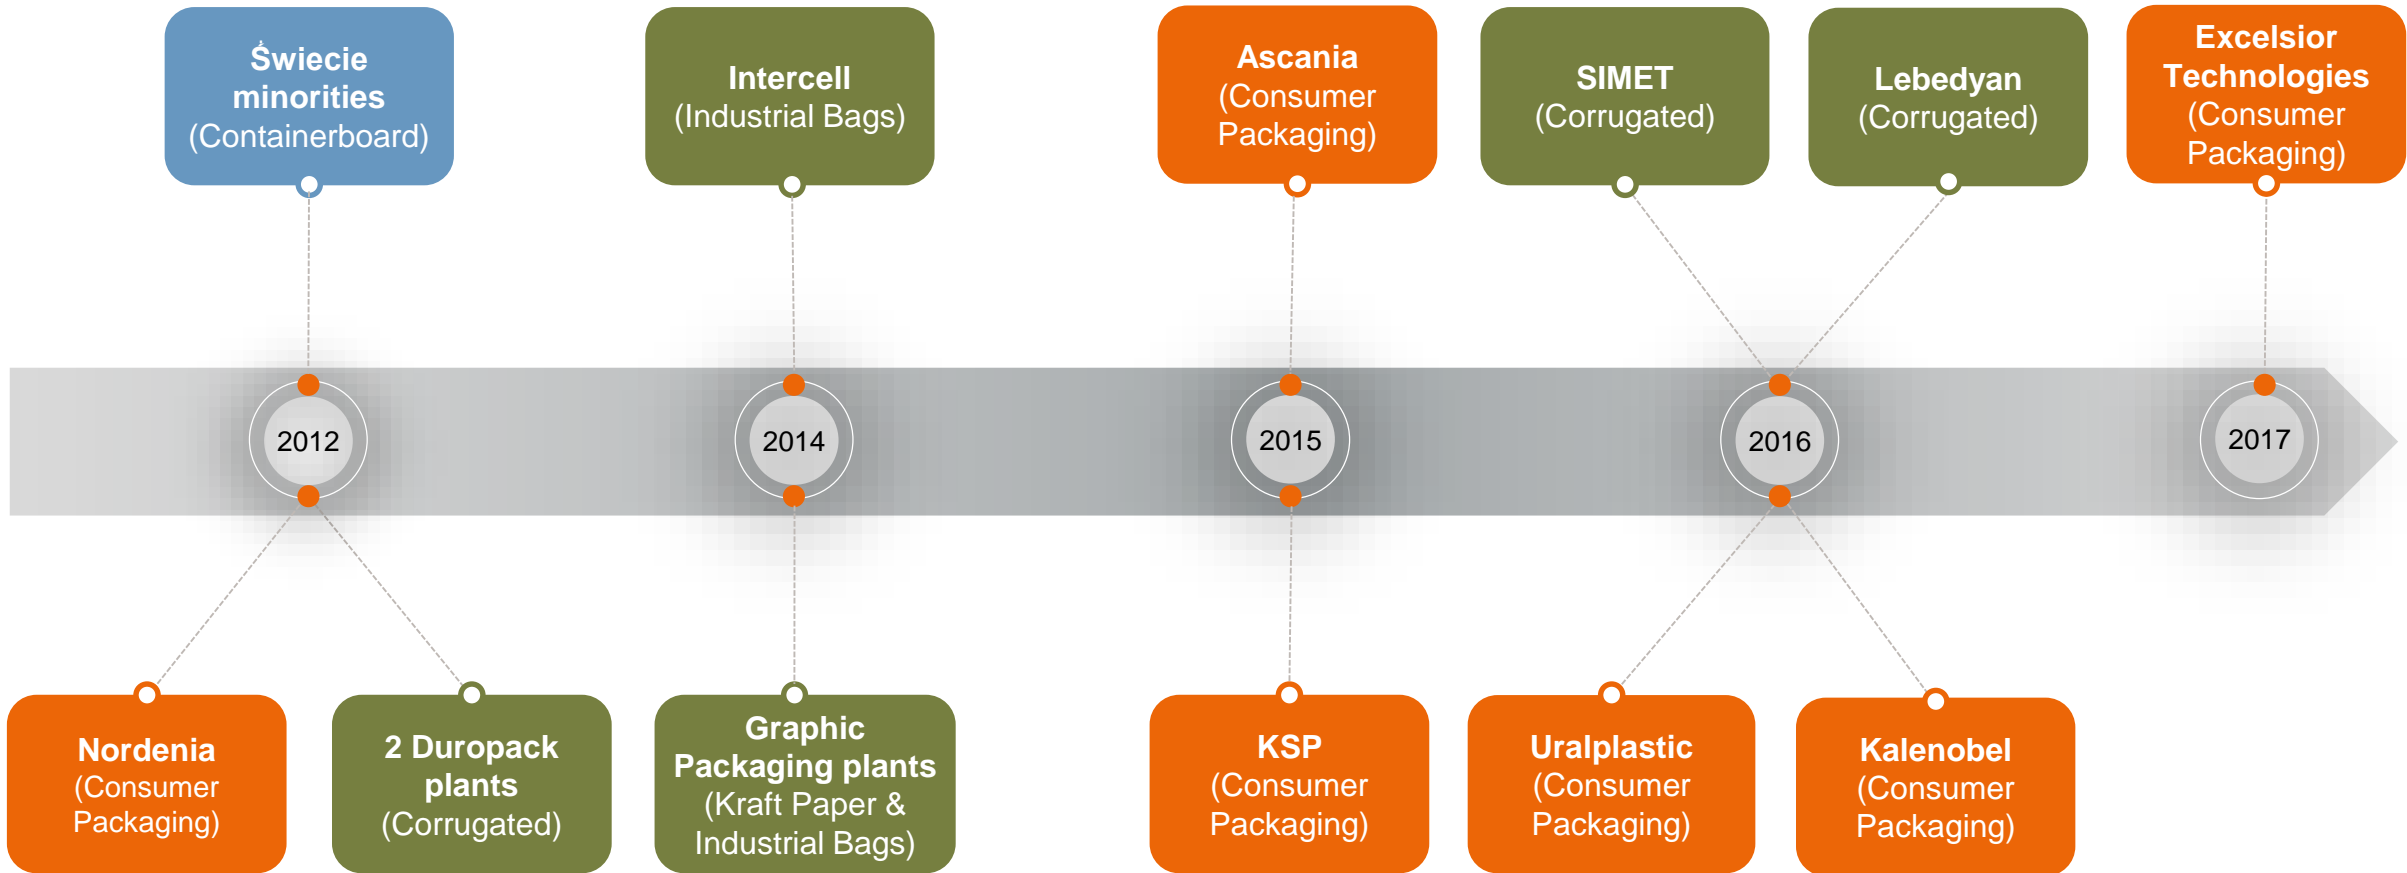 Świecie
minorities
(Containerboard)
Intercell
(Industrial Bags)
Ascania
(Consumer
Packaging)
SIMET
(Corrugated)
Lebedyan
(Corrugated)
Excelsior
Technologies
(Consumer
Packaging)
2012
2014
2015
2016
2017
Nordenia
(Consumer
Packaging)
2 Duropack
plants
(Corrugated)
Graphic
Packaging plants
(Kraft Paper &
Industrial Bags)
KSP
(Consumer
Packaging)
Uralplastic
(Consumer
Packaging)
Kalenobel
(Consumer
Packaging)